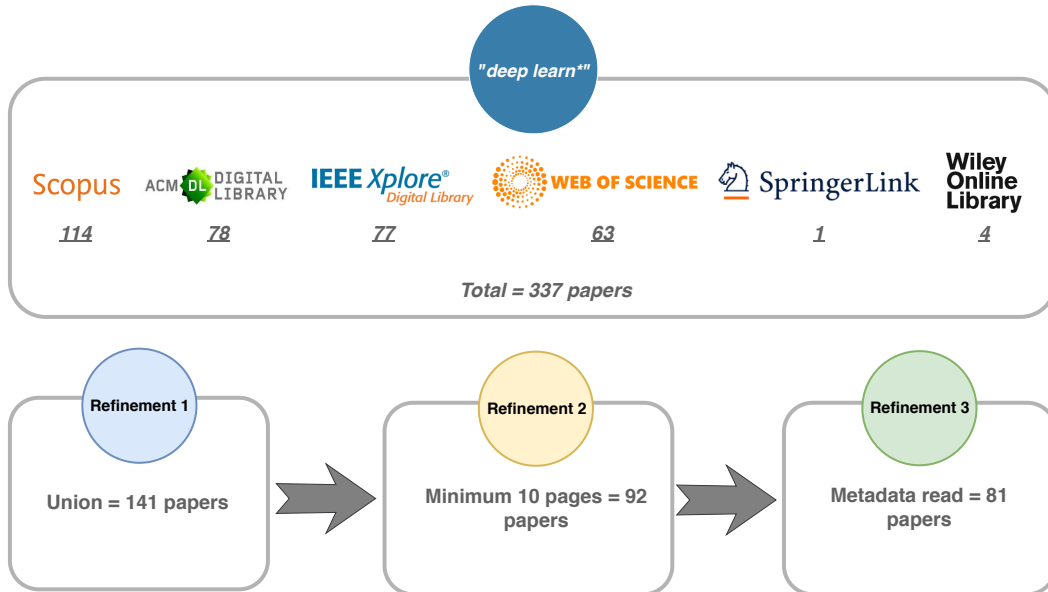 "deep learn*"
Scopus
ACM DL DIGITAL
LIBRARY
IEEE Xplore®
Digital Library
WEB OF SCIENCE
SpringerLink
Wiley
Online
Library
114
78
77
63
1
4
Total = 337 papers
Refinement 1
Union = 141 papers
Refinement 2
Minimum 10 pages = 92
papers
Refinement 3
Metadada read = 81
papers